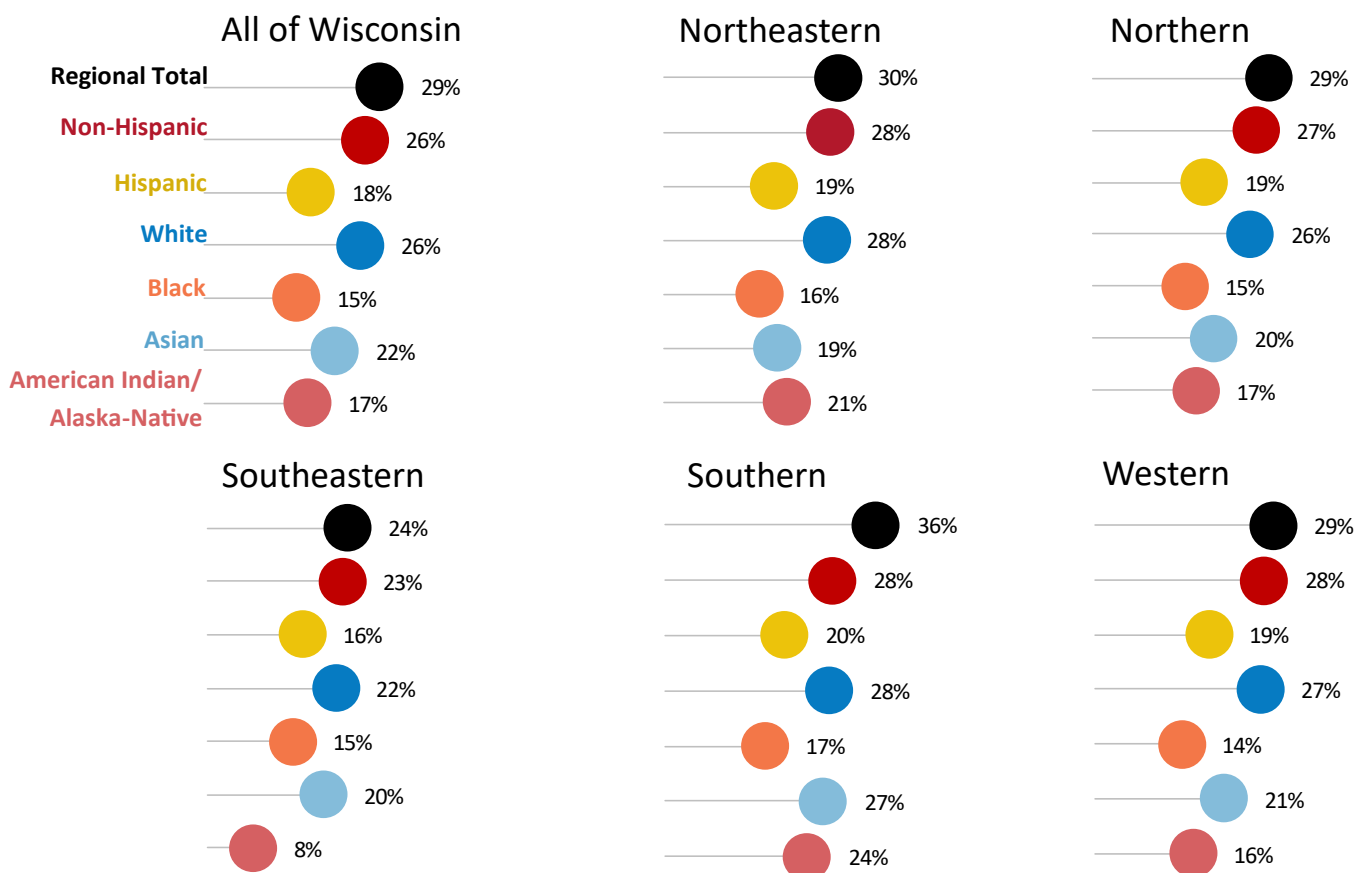 All of Wisconsin
Regional Total 29%
Non-Hispanic 26%
Hispanic 18%
White 26%
Black 15%
Asian 22%
American Indian/
Alaska-Native 17%
Northeastern
30%
28%
19%
28%
16%
19%
21%
Northern
29%
27%
19%
26%
15%
20%
17%
Southeastern
24%
23%
16%
22%
15%
20%
8%
Southern
36%
28%
20%
28%
17%
27%
24%
Western
29%
28%
19%
27%
14%
21%
16%